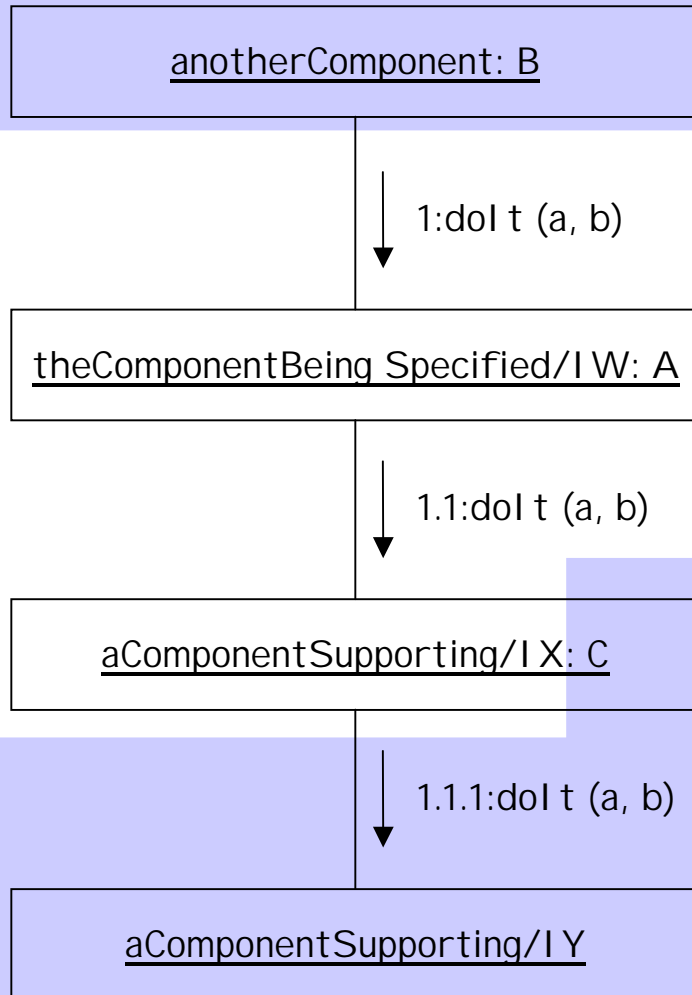 anotherComponent: B
1:doIt (a, b)
theComponentBeing Specified/IW: A
1.1:doIt (a, b)
aComponentSupporting/IX: C
1.1.1:doIt (a, b)
aComponentSupporting/IY